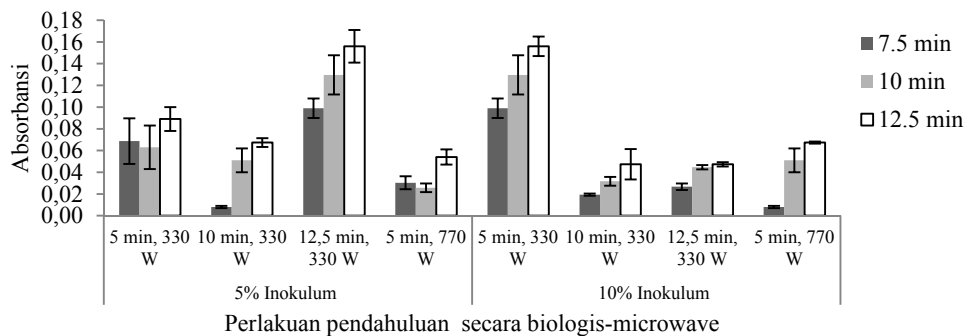 0,18
0,16
0,14
0,12
0,10
0,08
0,06
0,04
0,02
0,00
Absorbansi
7.5 min
10 min
12.5 min
5 min, 330 W
10 min, 330 W
12,5 min, 330 W
5 min, 770 W
5 min, 330 W
10 min, 330 W
12,5 min, 330 W
5 min, 770 W
5% Inokulum
10% Inokulum
Perlakuan pendahuluan secara biologis-microwave